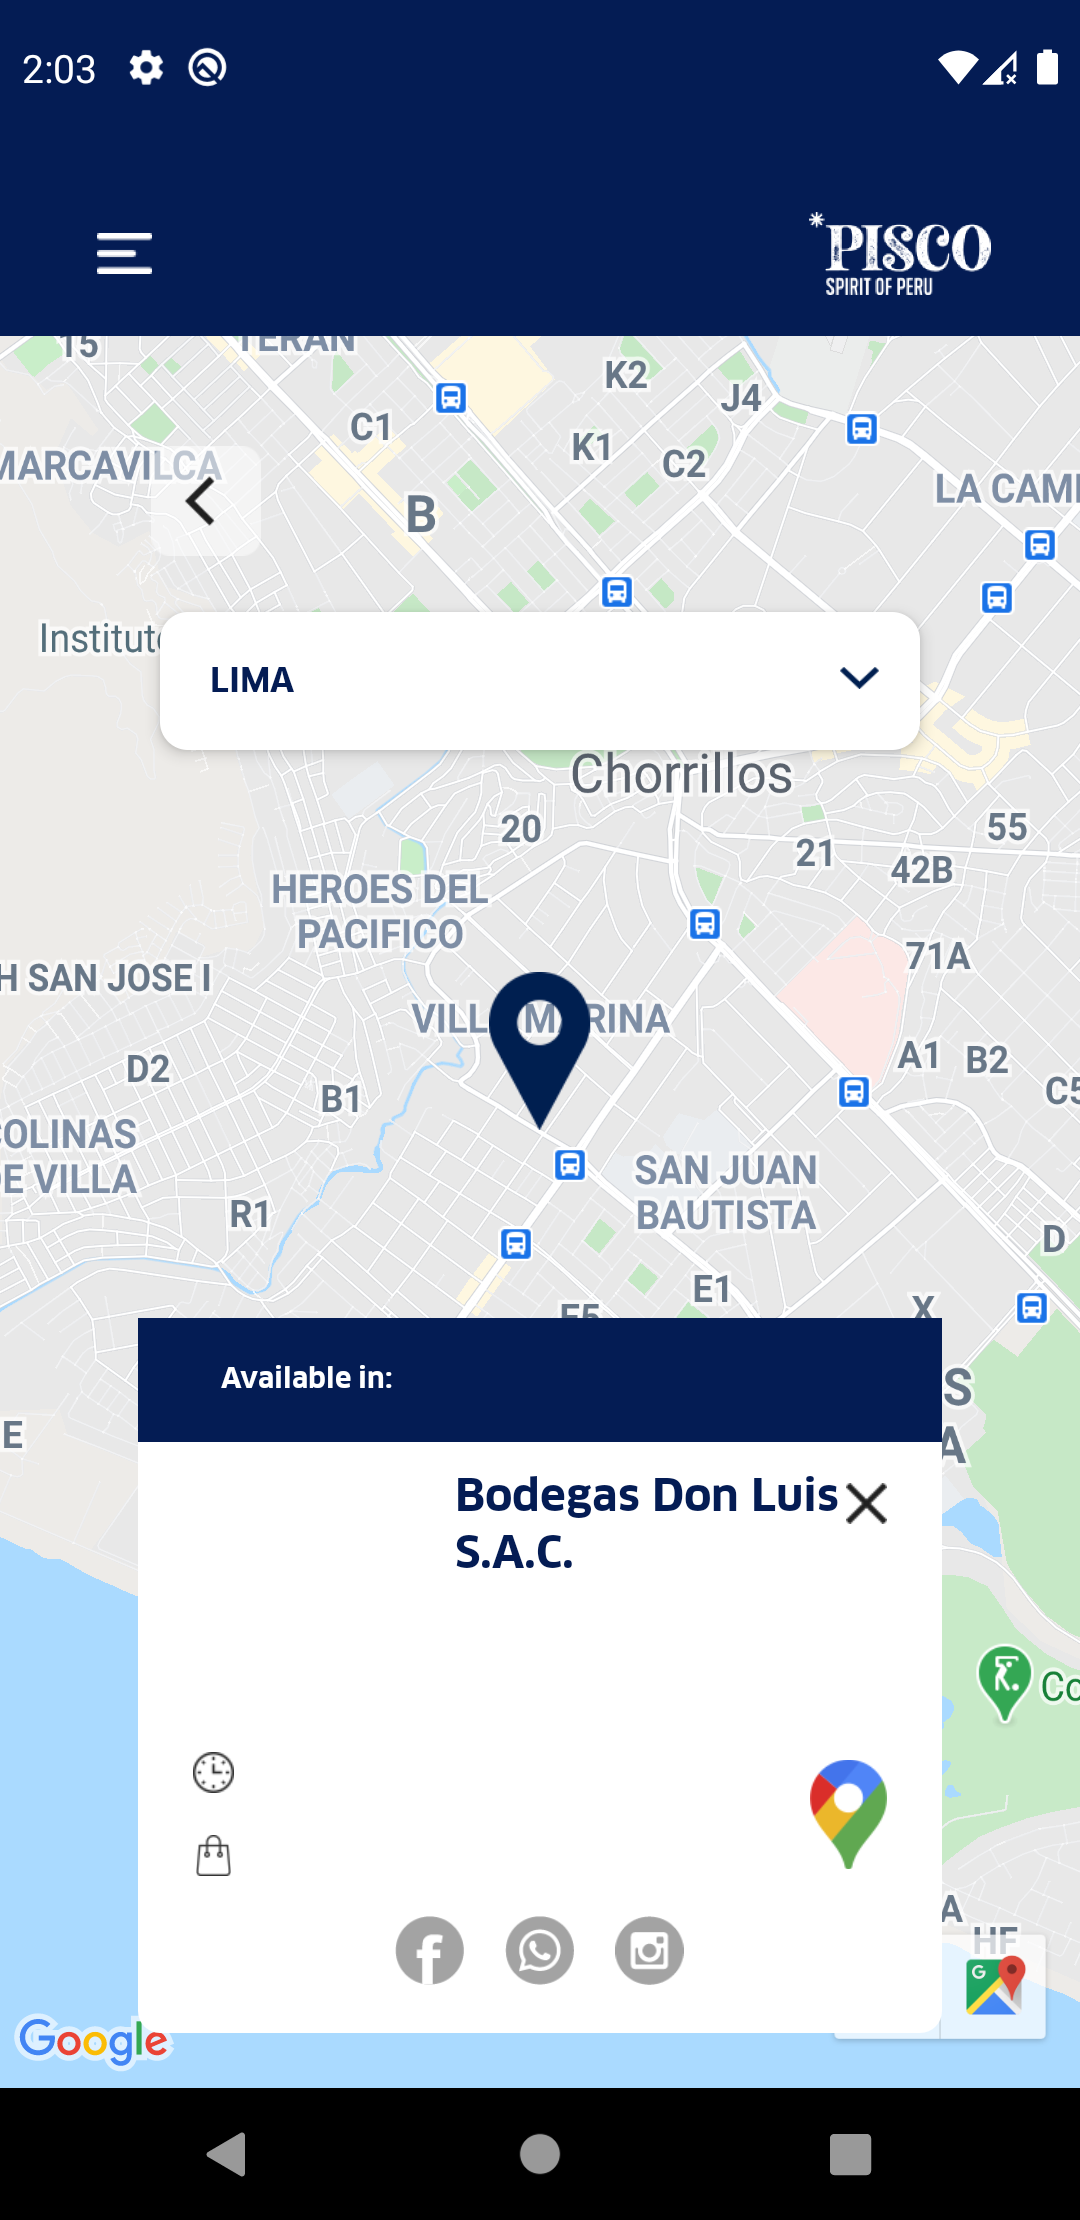 2:03
*PISCO
SPIRIT OF PERU
15
TERAN
K2
J4
C1
K1
C2
MARCAVILCA
B
LA CAM
Institut
LIMA
Chorrillos
20
55
21
42B
HEROES DEL
PACIFICO
71A
H SAN JOSE I
VILL M RINA
D2
A1
B2
B1
C5
COLINAS
DE VILLA
SAN JUAN
BAUTISTA
R1
D
E1
X
Available in:
S
A
E
Bodegas Don Luis
S.A.C.
Co
A
HF
G
Google